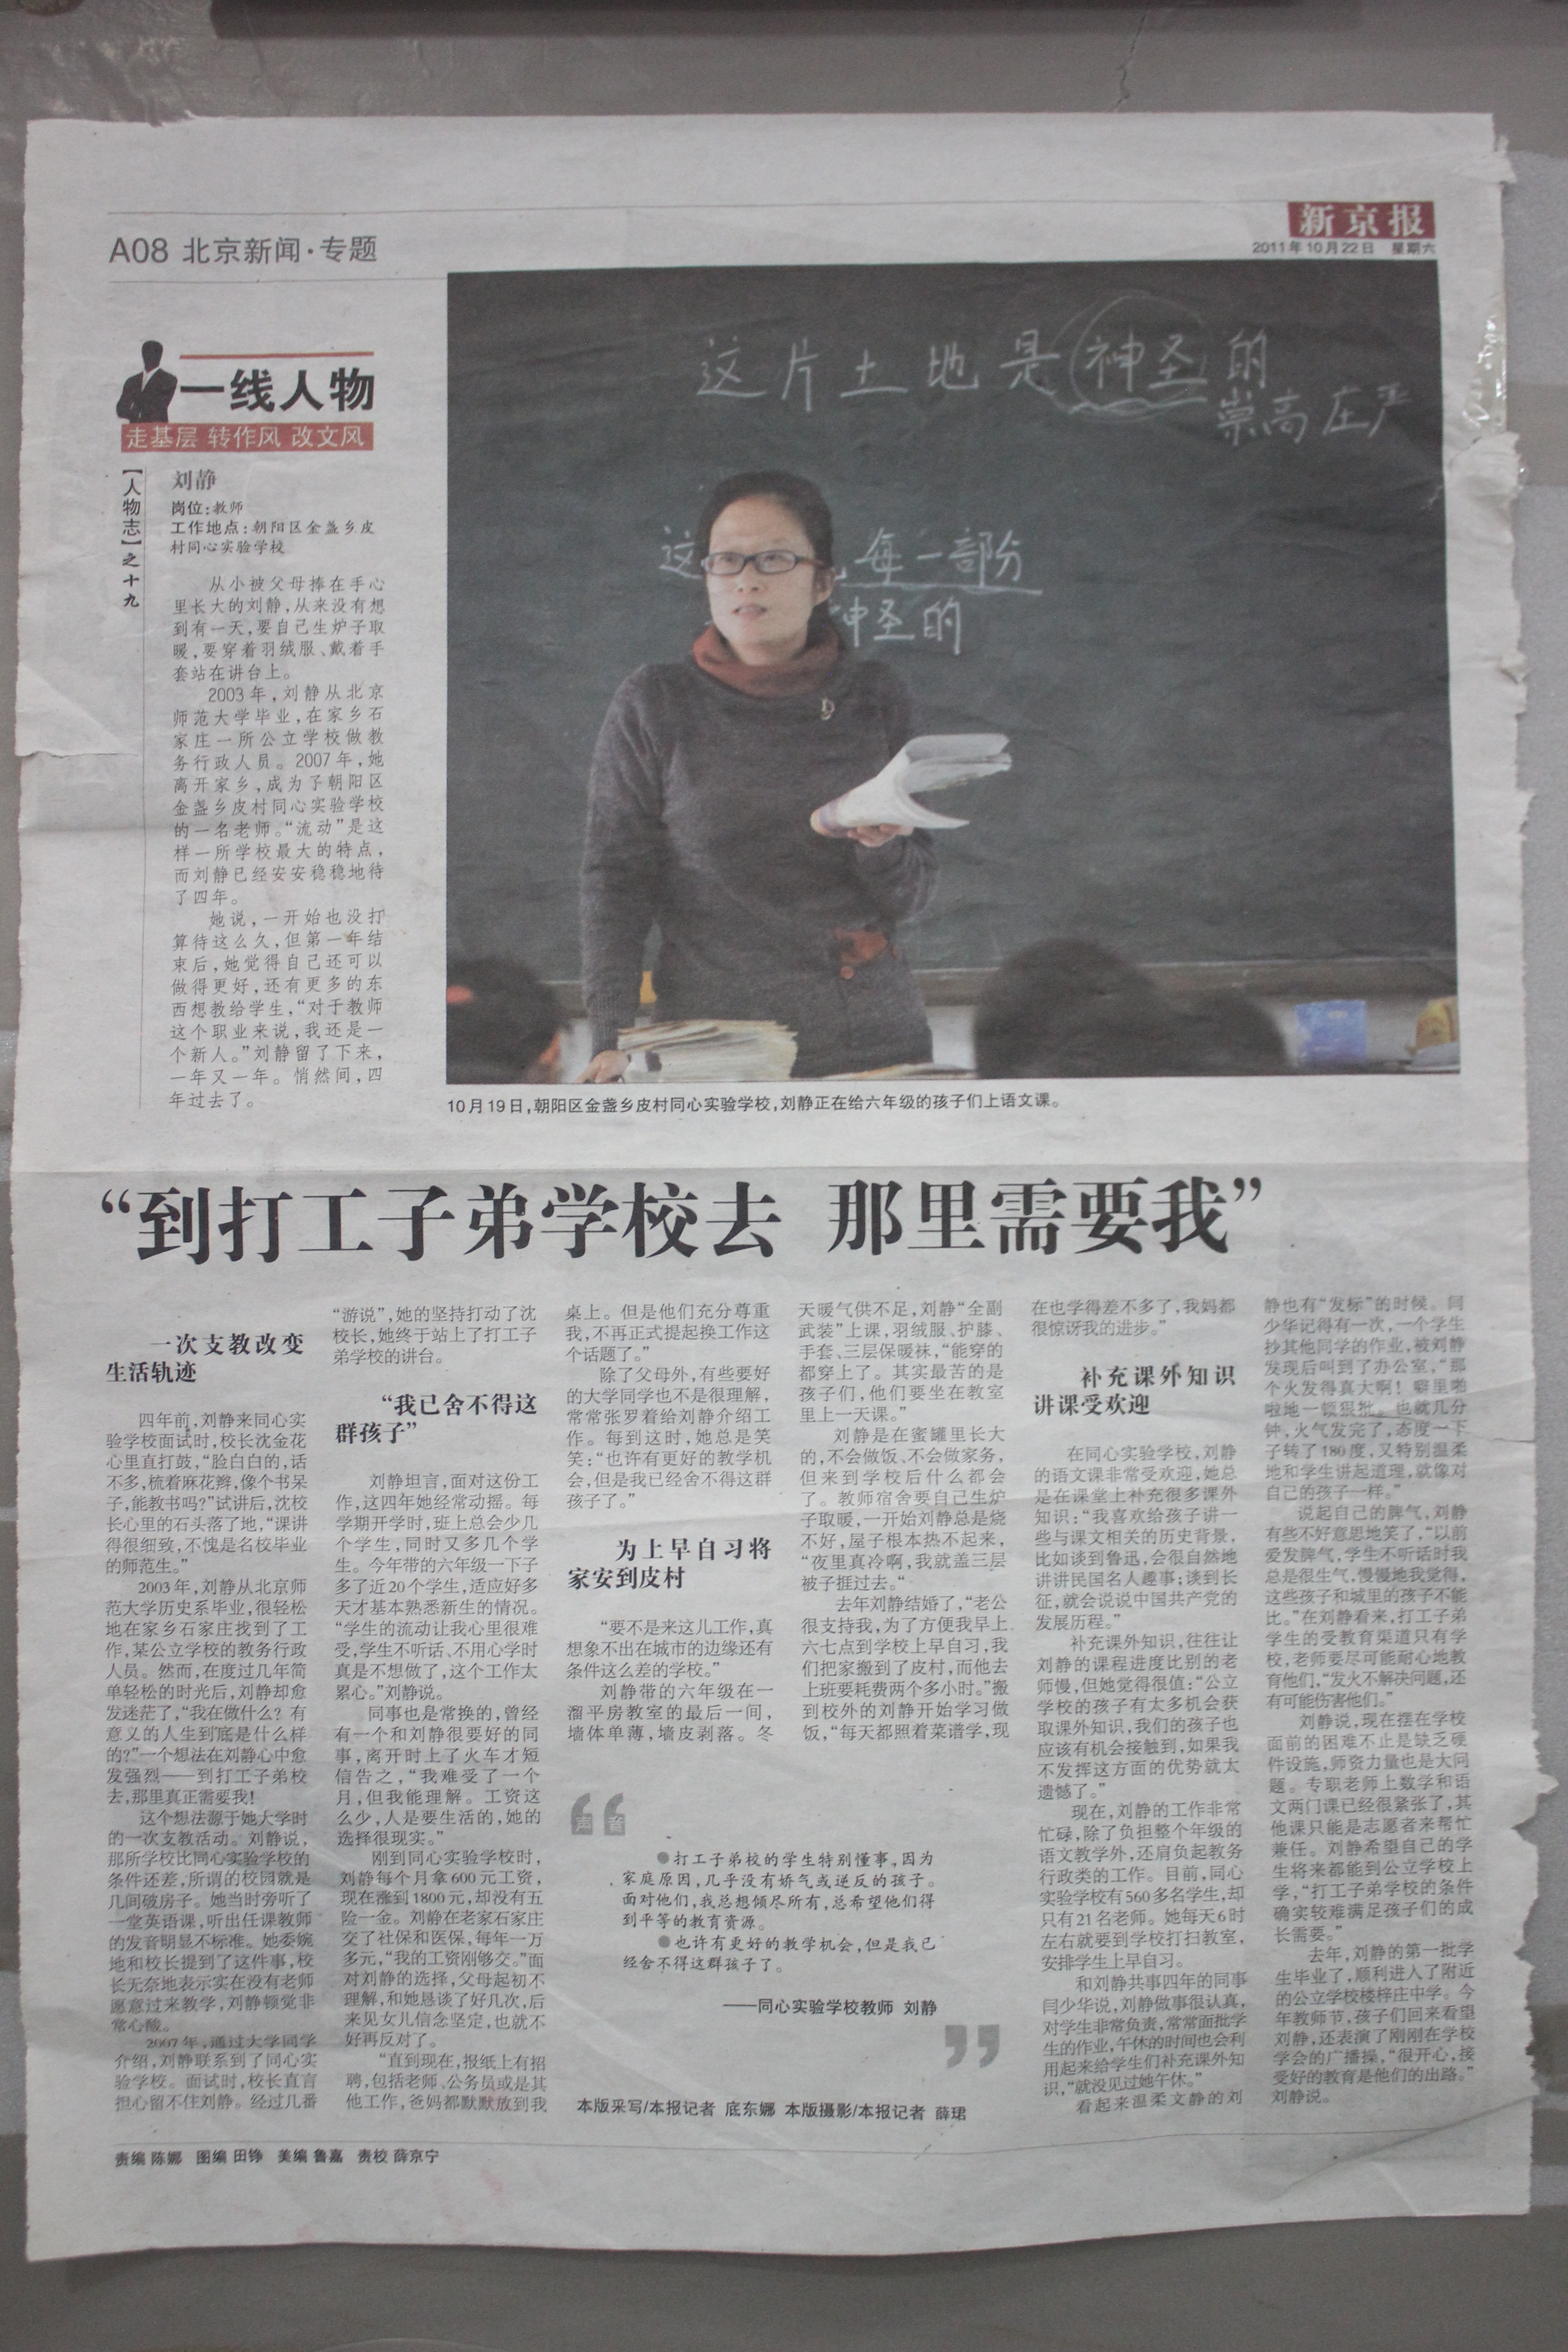 A08 北京新闻·专题
新京报
2011年10月22日 星期六
一线人物
走基层 转作风 改文风
【人物志】之十九
刘静
岗位:教师
工作地点:朝阳区金盏乡皮
村同心实验学校
从小被父母捧在手心
里长大的刘静,从来没有想
到有一天,要自己生炉子取
暖,要穿着羽绒服、戴着手
套站在讲台上。
2003年,刘静从北京
师范大学毕业,在家乡石
家庄一所公立学校做教
务行政人员。2007年,她
离开家乡,成为了朝阳区
金盏乡皮村同心实验学校
的一名老师。“流动”是这
样一所学校最大的特点,
而刘静已经安安稳稳地待
了四年。
她说,一开始也没打
算待这么久,但第一年结
束后,她觉得自己还可以
做得更好,还有更多的东
西想教给学生,“对于教师
这个职业来说,我还是一
个新人。”刘静留了下来,
一年又一年。悄然间,四
年过去了。
这片土地是神圣的
崇高庄严
这 每一部分
神圣的
10月19日,朝阳区金盏乡皮村同心实验学校,刘静正在给六年级的孩子们上语文课。
“到打工子弟学校去 那里需要我”
一次支教改变
生活轨迹
四年前,刘静来同心实
验学校面试时,校长沈金花
心里直打鼓,“脸白白的,话
不多,梳着麻花辫,像个书呆
子,能教书吗?”试讲后,沈校
长心里的石头落了地,“课讲
得很细致,不愧是名校毕业
的师范生。”
2003年,刘静从北京师
范大学历史系毕业,很轻松
地在家乡石家庄找到了工
作,某公立学校的教务行政
人员。然而,在度过几年简
单轻松的时光后,刘静却愈
发迷茫了,“我在做什么?有
意义的人生到底是什么样
的?”一个想法在刘静心中愈
发强烈——到打工子弟校
去,那里真正需要我!
这个想法源于她大学时
的一次支教活动。刘静说,
那所学校比同心实验学校的
条件还差,所谓的校园就是
几间破房子。她当时旁听了
一堂英语课,听出任课教师
的发音明显不标准。她委婉
地和校长提到了这件事,校
长无奈地表示实在没有老师
愿意过来教学,刘静顿觉非
常心酸。
2007年,通过大学同学
介绍,刘静联系到了同心实
验学校。面试时,校长直言
担心留不住刘静。经过几番
“游说”,她的坚持打动了沈
校长,她终于站上了打工子
弟学校的讲台。
“我已舍不得这
群孩子”
刘静坦言,面对这份工
作,这四年她经常动摇。每
学期开学时,班上总会少几
个学生,同时又多几个学
生。今年带的六年级一下子
多了近20个学生,适应好多
天才基本熟悉新生的情况。
“学生的流动让我心里很难
受,学生不听话、不用心学时
真是不想做了,这个工作太
累心。”刘静说。
同事也是常换的,曾经
有一个和刘静很要好的同
事,离开时上了火车才短
信告之,“我难受了一个
月,但我能理解。工资这
么少,人是要生活的,她的
选择很现实。”
刚到同心实验学校时,
刘静每个月拿600元工资,
现在涨到1800元,却没有五
险一金。刘静在老家石家庄
交了社保和医保,每年一万
多元,“我的工资刚够交。”面
对刘静的选择,父母起初不
理解,和她恳谈了好几次,后
来见女儿信念坚定,也就不
好再反对了。
“直到现在,报纸上有招
聘,包括老师、公务员或是其
他工作,爸妈都默默放到我
桌上。但是他们充分尊重
我,不再正式提起换工作这
个话题了。”
除了父母外,有些要好
的大学同学也不是很理解,
常常张罗着给刘静介绍工
作。每到这时,她总是笑
笑:“也许有更好的教学机
会,但是我已经舍不得这群
孩子了。”
为上早自习将
家安到皮村
“要不是来这儿工作,真
想象不出在城市的边缘还有
条件这么差的学校。”
刘静带的六年级在一
溜平房教室的最后一间,
墙体单薄,墙皮剥落。冬
天暖气供不足,刘静“全副
武装”上课,羽绒服、护膝、
手套、三层保暖袜,“能穿的
都穿上了。其实最苦的是
孩子们,他们要坐在教室
里上一天课。”
刘静是在蜜罐里长大
的,不会做饭、不会做家务,
但来到学校后什么都会
了。教师宿舍要自己生炉
子取暖,一开始刘静总是烧
不好,屋子根本热不起来,
“夜里真冷啊,我就盖三层
被子捱过去。“
去年刘静结婚了,“老公
很支持我,为了方便我早上
六七点到学校上早自习,我
们把家搬到了皮村,而他去
上班要耗费两个多小时。”搬
到校外的刘静开始学习做
饭,“每天都照着菜谱学,现
在也学得差不多了,我妈都
很惊讶我的进步。”
声音
●打工子弟校的学生特别懂事,因为
家庭原因,几乎没有娇气或逆反的孩子。
面对他们,我总想倾尽所有,总希望他们得
到平等的教育资源。
●也许有更好的教学机会,但是我已
经舍不得这群孩子了。
——同心实验学校教师 刘静
本版采写/本报记者 底东娜 本版摄影/本报记者 薛珺
补充课外知识
讲课受欢迎
在同心实验学校,刘静
的语文课非常受欢迎,她总
是在课堂上补充很多课外
知识:“我喜欢给孩子讲一
些与课文相关的历史背景,
比如谈到鲁迅,会很自然地
讲讲民国名人趣事;谈到长
征,就会说说中国共产党的
发展历程。”
补充课外知识,往往让
刘静的课程进度比别的老
师慢,但她觉得很值:“公立
学校的孩子有太多机会获
取课外知识,我们的孩子也
应该有机会接触到,如果我
不发挥这方面的优势就太
遗憾了。”
现在,刘静的工作非常
忙碌,除了负担整个年级的
语文教学外,还肩负起教务
行政类的工作。目前,同心
实验学校有560多名学生,却
只有21名老师。她每天6时
左右就要到学校打扫教室,
安排学生上早自习。
和刘静共事四年的同事
闫少华说,刘静做事很认真,
对学生非常负责,常常面批学
生的作业,午休的时间也会利
用起来给学生们补充课外知
识,“就没见过她午休。”
看起来温柔文静的刘
静也有“发标”的时候。闫
少华记得有一次,一个学生
抄其他同学的作业,被刘静
发现后叫到了办公室,“那
个火发得真大啊!噼里啪
啦地一顿狠批。也就几分
钟,火气发完了,态度一下
子转了180度,又特别温柔
地和学生讲起道理,就像对
自己的孩子一样。”
说起自己的脾气,刘静
有些不好意思地笑了,“以前
爱发脾气,学生不听话时我
总是很生气,慢慢地我觉得,
这些孩子和城里的孩子不能
比。”在刘静看来,打工子弟
学生的受教育渠道只有学
校,老师要尽可能耐心地教
育他们,“发火不解决问题,还
有可能伤害他们。”
刘静说,现在摆在学校
面前的困难不止是缺乏硬
件设施,师资力量也是大问
题。专职老师上数学和语
文两门课已经很紧张了,其
他课只能是志愿者来帮忙
兼任。刘静希望自己的学
生将来都能到公立学校上
学,“打工子弟学校的条件
确实较难满足孩子们的成
长需要。”
去年,刘静的第一批学
生毕业了,顺利进入了附近
的公立学校楼梓庄中学。今
年教师节,孩子们回来看望
刘静,还表演了刚刚在学校
学会的广播操,“很开心,接
受好的教育是他们的出路。”
刘静说。
责编 陈娜 图编 田铮 美编 鲁嘉 责校 薛京宁